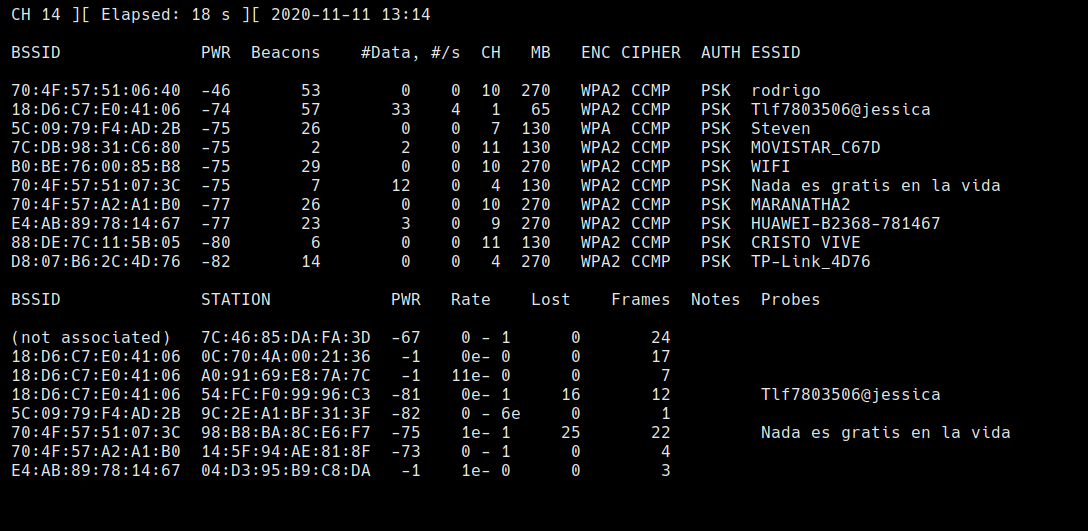 CH 14 ][ Elapsed: 18 s ][ 2020-11-11 13:14
BSSID PWR Beacons #Data, #/s CH MB ENC CIPHER AUTH ESSID
70:4F:57:51:06:40 -46 53 0 0 10 270 WPA2 CCMP PSK rodrigo
18:D6:C7:E0:41:06 -74 57 33 4 1 65 WPA2 CCMP PSK Tlf7803506@jessica
5C:09:79:F4:AD:2B -75 26 0 0 7 130 WPA CCMP PSK Steven
7C:DB:98:31:C6:80 -75 2 2 0 11 130 WPA2 CCMP PSK MOVISTAR_C67D
B0:BE:76:00:85:B8 -75 29 0 0 10 270 WPA2 CCMP PSK WIFI
70:4F:57:51:07:3C -75 7 12 0 4 130 WPA2 CCMP PSK Nada es gratis en la vida
70:4F:57:A2:A1:B0 -77 26 0 0 10 270 WPA2 CCMP PSK MARANATHA2
E4:AB:89:78:14:67 -77 23 3 0 9 270 WPA2 CCMP PSK HUAWEI-B2368-781467
88:DE:7C:11:5B:05 -80 6 0 0 11 130 WPA2 CCMP PSK CRISTO VIVE
D8:07:B6:2C:4D:76 -82 14 0 0 4 270 WPA2 CCMP PSK TP-Link_4D76
BSSID STATION PWR Rate Lost Frames Notes Probes
(not associated) 7C:46:85:DA:FA:3D -67 0 - 1 0 24
18:D6:C7:E0:41:06 0C:70:4A:00:21:36 -1 0e- 0 0 17
18:D6:C7:E0:41:06 A0:91:69:E8:7A:7C -1 11e- 0 0 7
18:D6:C7:E0:41:06 54:FC:F0:99:96:C3 -81 0e- 1 16 12 Tlf7803506@jessica
5C:09:79:F4:AD:2B 9C:2E:A1:BF:31:3F -82 0 - 6e 0 1
70:4F:57:51:07:3C 98:B8:BA:8C:E6:F7 -75 1e- 1 25 22 Nada es gratis en la vida
70:4F:57:A2:A1:B0 14:5F:94:AE:81:8F -73 0 - 1 0 4
E4:AB:89:78:14:67 04:D3:95:B9:C8:DA -1 1e- 0 0 3